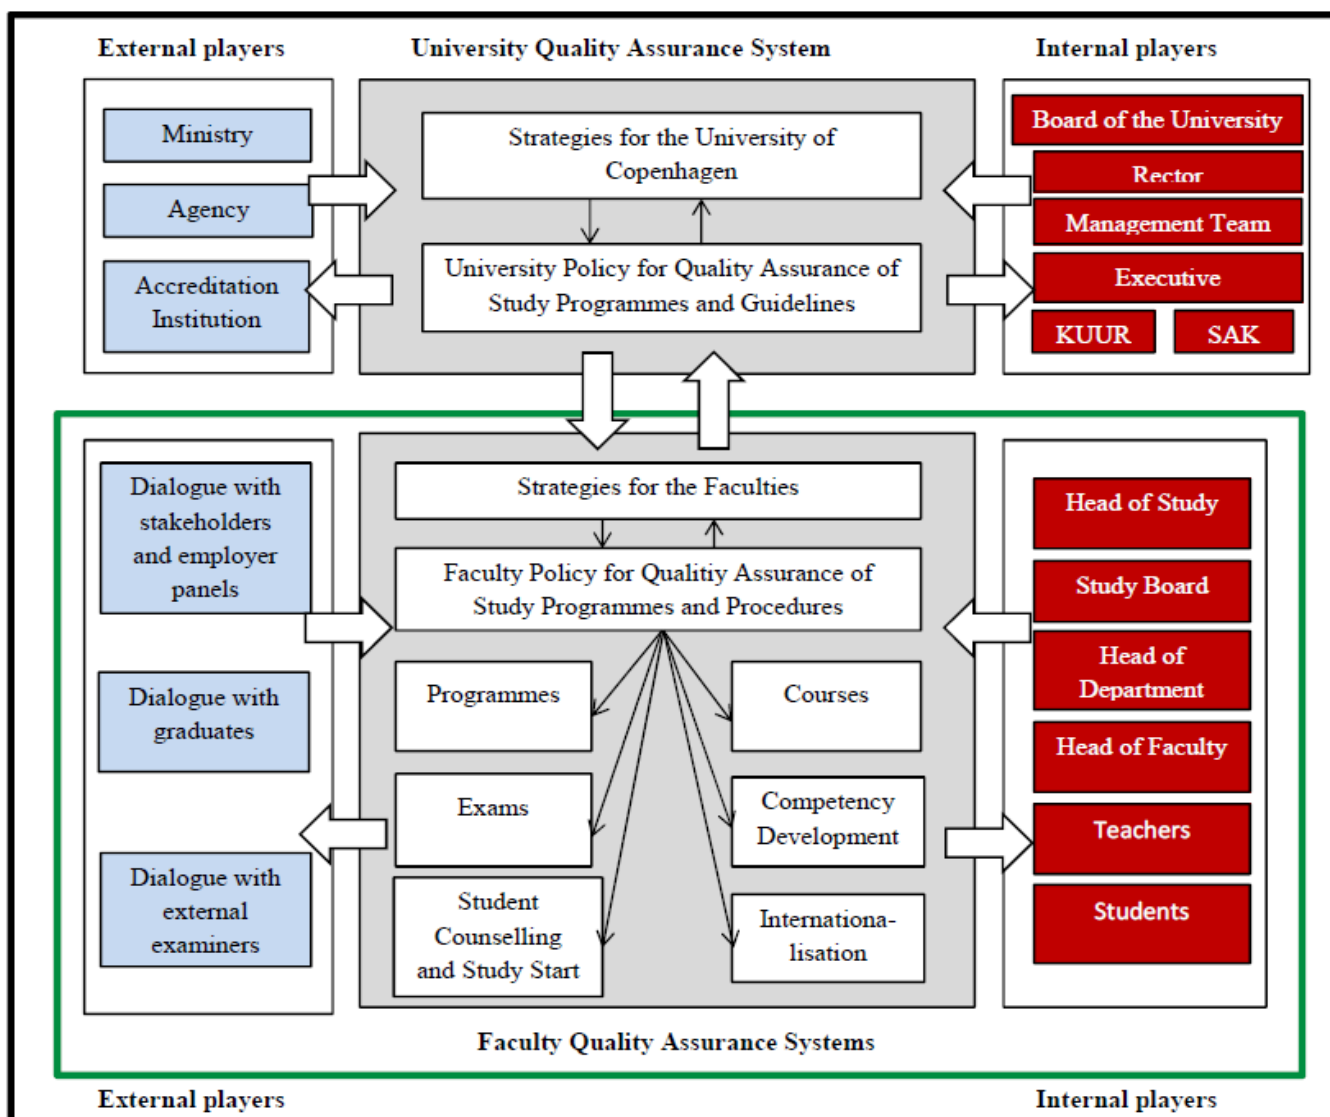 External players
University Quality Assurance System
Internal players
Ministry
Agency
Accreditation
Institution
Strategies for the University of
Copenhagen
University Policy for Quality Assurance of
Study Programmes and Guidelines
Board of the University
Rector
Management Team
Executive
KUUR
SAK
Dialogue with
stakeholders
and employer
panels
Dialogue with
graduates
Dialogue with
external
examiners
Strategies for the Faculties
Faculty Policy for Qualitiy Assurance of
Study Programmes and Procedures
Programmes
Courses
Exams
Competency
Development
Student
Counselling
and Study Start
Internationa-
lisation
Head of Study
Study Board
Head of
Department
Head of Faculty
Teachers
Students
Faculty Quality Assurance Systems
External players
Internal players